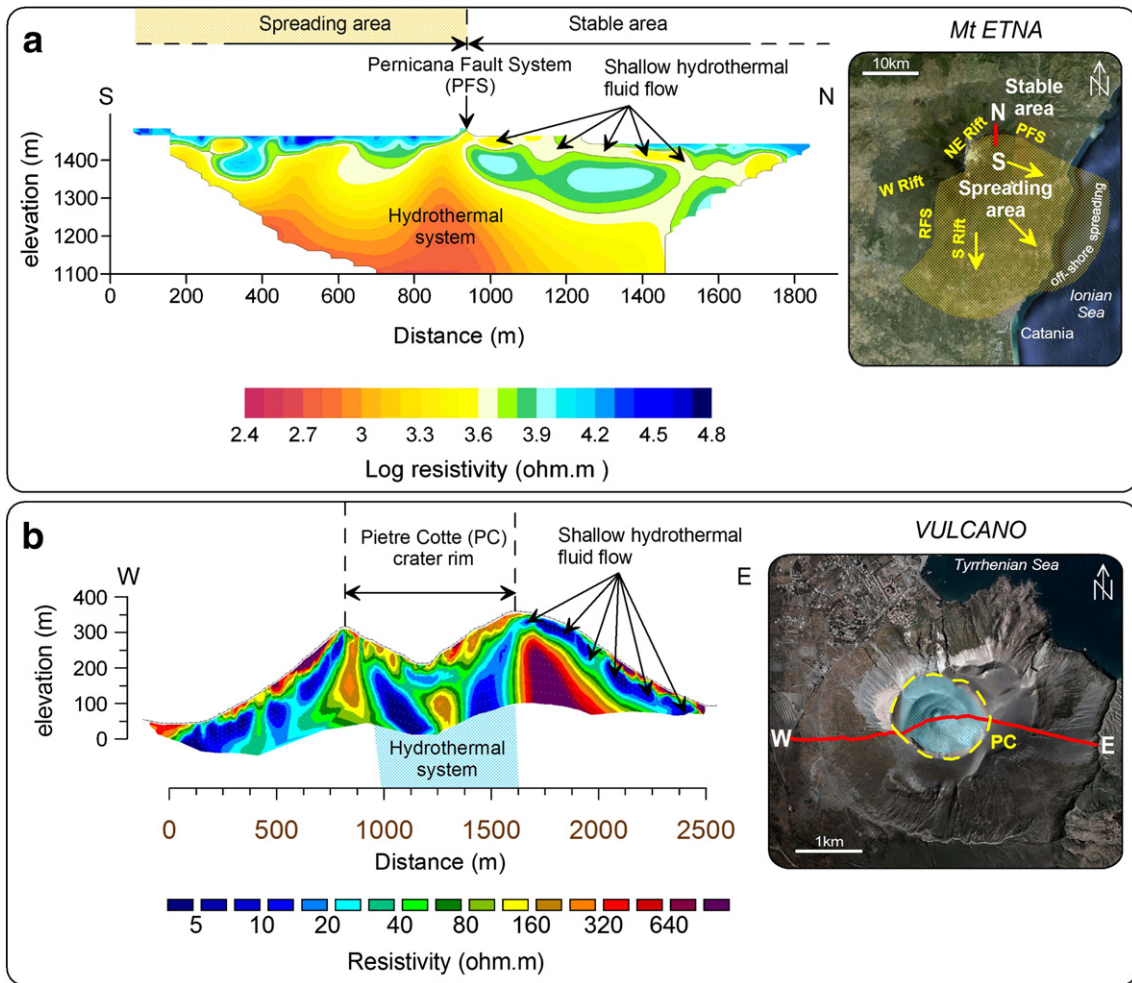 a
Spreading area
Stable area
Pernicana Fault System
(PFS)
Shallow hydrothermal
fluid flow
S
N
elevation (m)
1400
1300
1200
1100
Hydrothermal
system
0 200 400 600 800 1000 1200 1400 1600 1800
Distance (m)
2.4 2.7 3 3.3 3.6 3.9 4.2 4.5 4.8
Log resistivity (ohm.m )
Mt ETNA
10km
N
Stable
area
N
NE Rift
PFS
S
W Rift
Spreading
area
RFS
S Rift
off-shore spreading
Ionian
Sea
Catania
b
Pietre Cotte (PC)
crater rim
Shallow hydrothermal
fluid flow
W
E
elevation (m)
400
300
200
100
0
Hydrothermal
system
0 500 1000 1500 2000 2500
Distance (m)
5 10 20 40 80 160 320 640
Resistivity (ohm.m)
VULCANO
Tyrrhenian Sea
N
W
PC
E
1km